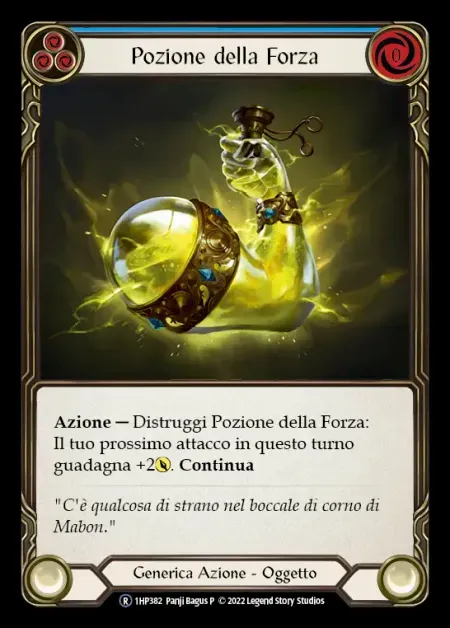 Pozione della Forza
0
Azione — Distruggi Pozione della Forza:
Il tuo prossimo attacco in questo turno
guadagna +2. Continua
"C'è qualcosa di strano nel boccale di corno di
Mabon."
Generica Azione - Oggetto
R 1HP382 Panji Bagus P © 2022 Legend Story Studios